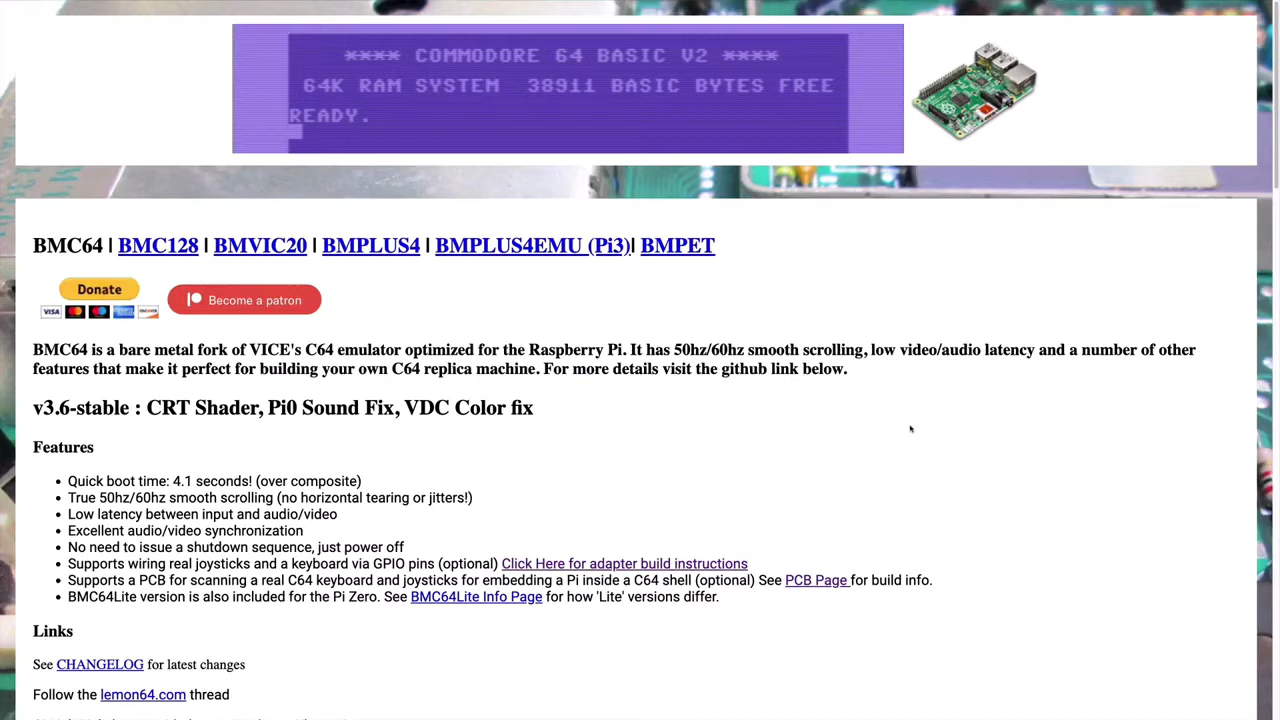 **** COMMODORE 64 BASIC V2 ****
64K RAM SYSTEM 38911 BASIC BYTES FREE
READY.
BMC64 | BMC128 | BMVIC20 | BMPLUS4 | BMPLUS4EMU (Pi3)| BMPET
Donate
Become a patron
VISA
BMC64 is a bare metal fork of VICE's C64 emulator optimized for the Raspberry Pi. It has 50hz/60hz smooth scrolling, low video/audio latency and a number of other
features that make it perfect for building your own C64 replica machine. For more details visit the github link below.
v3.6-stable : CRT Shader, Pi0 Sound Fix, VDC Color fix
Features
• Quick boot time: 4.1 seconds! (over composite)
• True 50hz/60hz smooth scrolling (no horizontal tearing or jitters!)
• Low latency between input and audio/video
• Excellent audio/video synchronization
• No need to issue a shutdown sequence, just power off
• Supports wiring real joysticks and a keyboard via GPIO pins (optional) Click Here for adapter build instructions
• Supports a PCB for scanning a real C64 keyboard and joysticks for embedding a Pi inside a C64 shell (optional) See PCB Page for build info.
• BMC64Lite version is also included for the Pi Zero. See BMC64Lite Info Page for how 'Lite' versions differ.
Links
See CHANGELOG for latest changes
Follow the lemon64.com thread